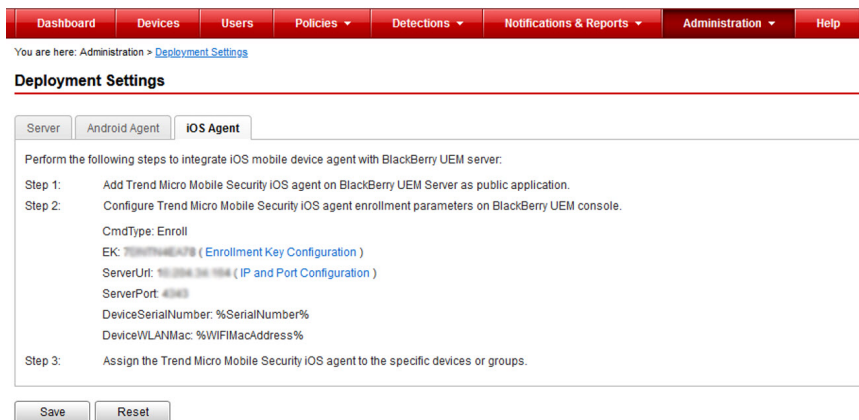 Dashboard Devices Users Policies Detections Notifications & Reports Administration Help
You are here: Administration > Deployment Settings
Deployment Settings
Server Android Agent iOS Agent
Perform the following steps to integrate iOS mobile device agent with BlackBerry UEM server:
Step 1: Add Trend Micro Mobile Security iOS agent on BlackBerry UEM Server as public application.
Step 2: Configure Trend Micro Mobile Security iOS agent enrollment parameters on BlackBerry UEM console.
CmdType: Enroll
EK: ( Enrollment Key Configuration )
ServerUrl: ( IP and Port Configuration )
ServerPort:
DeviceSerialNumber: %SerialNumber%
DeviceWLANMac: %WIFIMacAddress%
Step 3: Assign the Trend Micro Mobile Security iOS agent to the specific devices or groups.
Save Reset